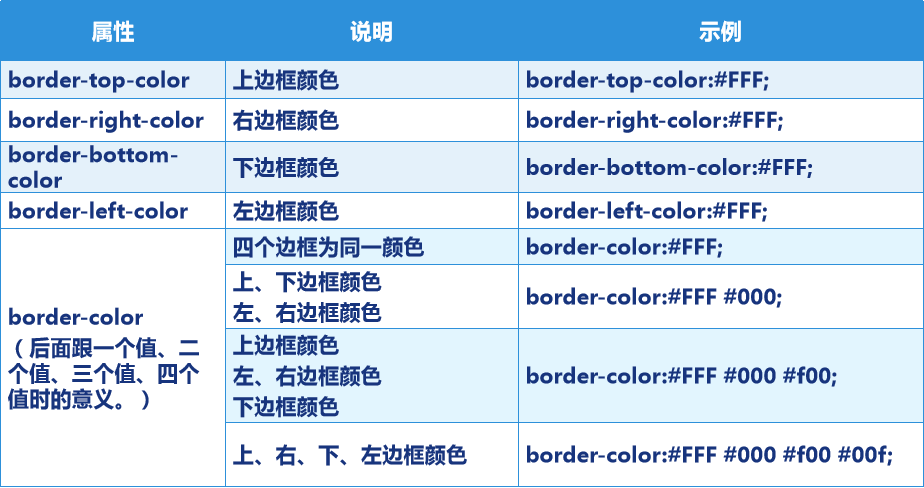 属性 说明 示例
border-top-color 上边框颜色 border-top-color:#FFF;
border-right-color 右边框颜色 border-right-color:#FFF;
border-bottom-
color
下边框颜色 border-bottom-color:#FFF;
border-left-color 左边框颜色 border-left-color:#FFF;
border-color
（后面跟一个值、二
个值、三个值、四个
值时的意义。）
四个边框为同一颜色 border-color:#FFF;
上、下边框颜色
左、右边框颜色
border-color:#FFF #000;
上边框颜色
左、右边框颜色
下边框颜色
border-color:#FFF #000 #f00;
上、右、下、左边框颜色 border-color:#FFF #000 #f00 #00f;